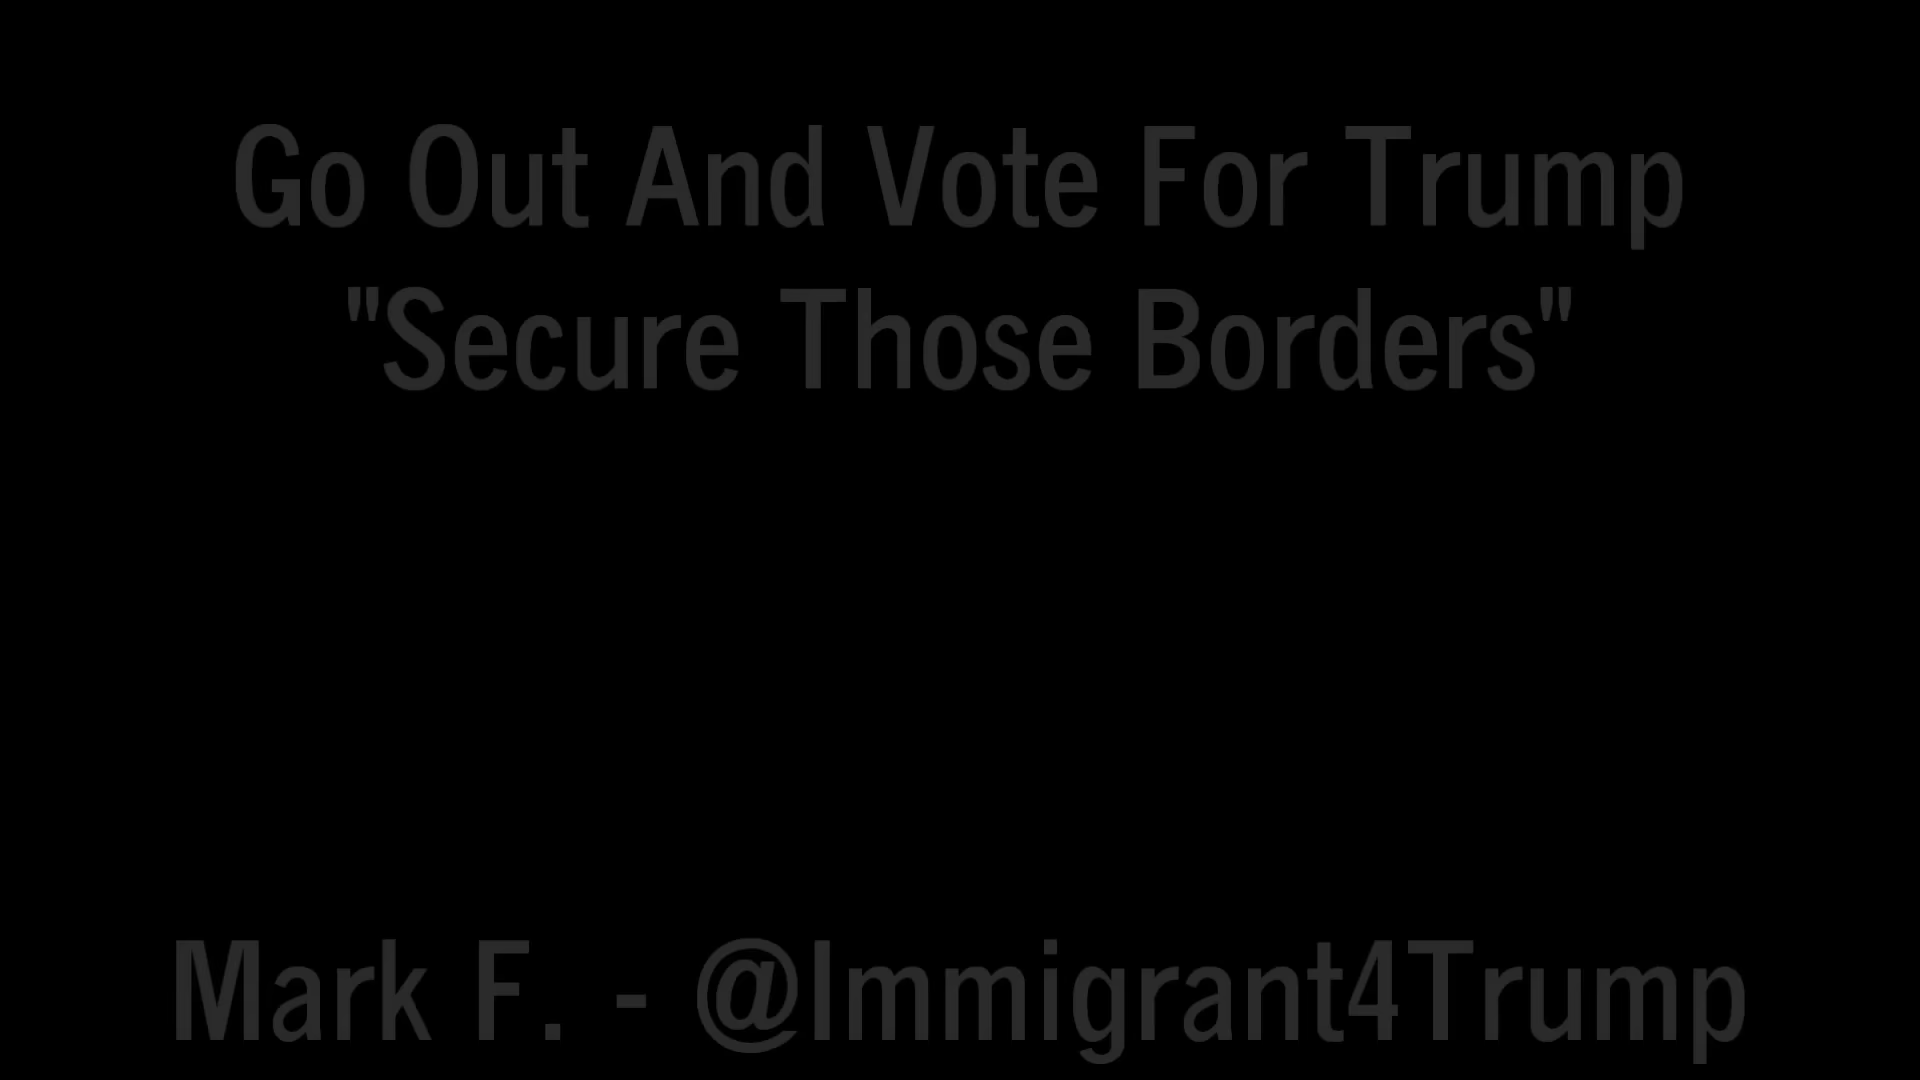 Go Out And Vote For Trump
"Secure Those Borders"
Mark F. - @Immigrant4Trump